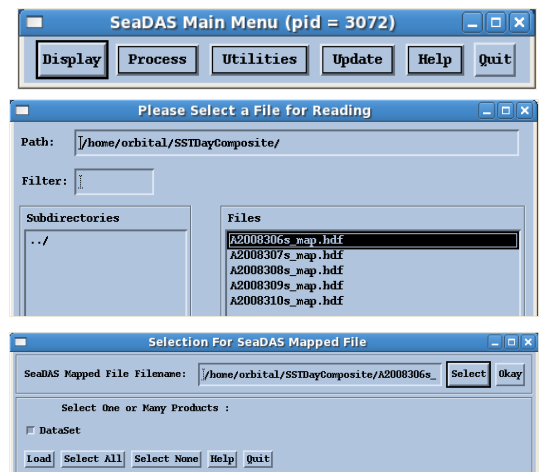 SeaDAS Main Menu (pid = 3072)
Display Process Utilities Update Help Quit
Please Select a File for Reading
Path: /home/orbital/SSTDayComposite/
Filter:
Subdirectories Files
../ A2008306s_map.hdf
A2008307s_map.hdf
A2008308s_map.hdf
A2008309s_map.hdf
A2008310s_map.hdf
Selection For SeaDAS Mapped File
SeaDAS Mapped File Filename: /home/orbital/SSTDayComposite/A2008306s_ Select Okay
Select One or Many Products :
DataSet
Load Select All Select None Help Quit